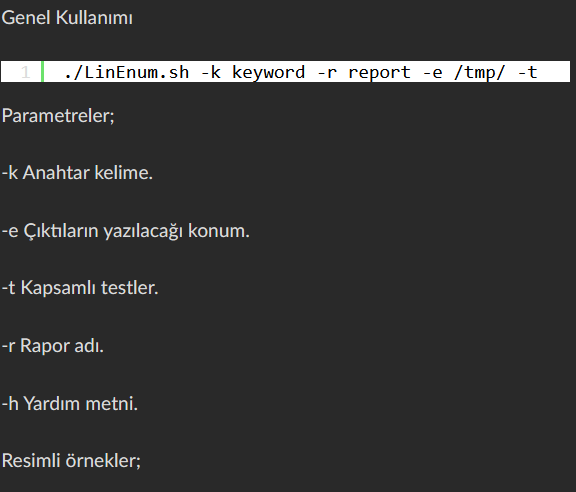 Genel Kullanımı
1 ./LinEnum.sh -k keyword -r report -e /tmp/ -t
Parametreler;
-k Anahtar kelime.
-e Çıktıların yazılacağı konum.
-t Kapsamlı testler.
-r Rapor adı.
-h Yardım metni.
Resimli örnekler;